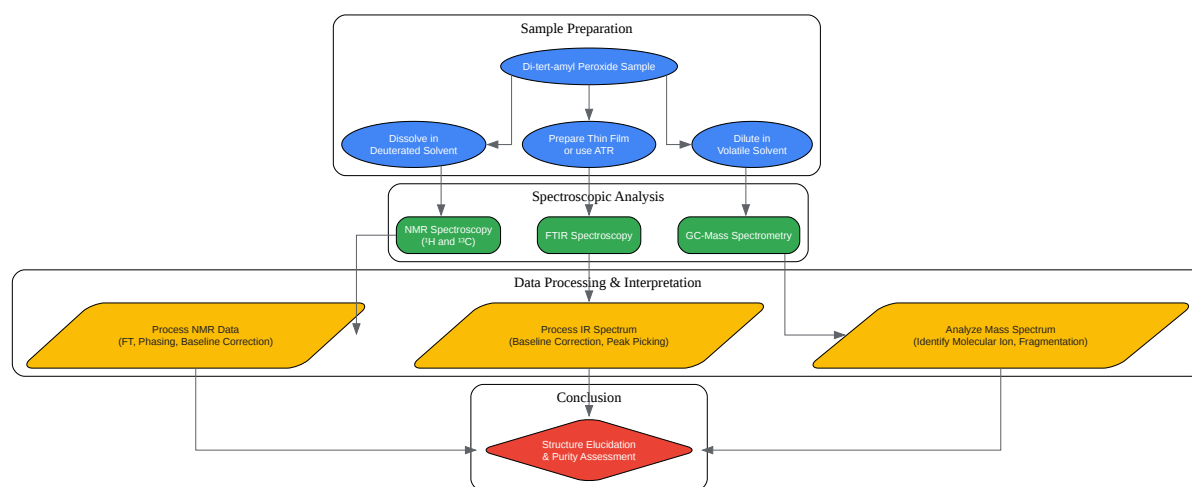 Sample Preparation
Di-tert-amyl Peroxide Sample
Dissolve in
Deuterated Solvent
Prepare Thin Film
or use ATR
Dilute in
Volatile Solvent
Spectroscopic Analysis
NMR Spectroscopy
(¹H and ¹³C)
FTIR Spectroscopy
GC-Mass Spectrometry
Data Processing & Interpretation
Process NMR Data
(FT, Phasing, Baseline Correction)
Process IR Spectrum
(Baseline Correction, Peak Picking)
Analyze Mass Spectrum
(Identify Molecular Ion, Fragmentation)
Conclusion
Structure Elucidation
& Purity Assessment